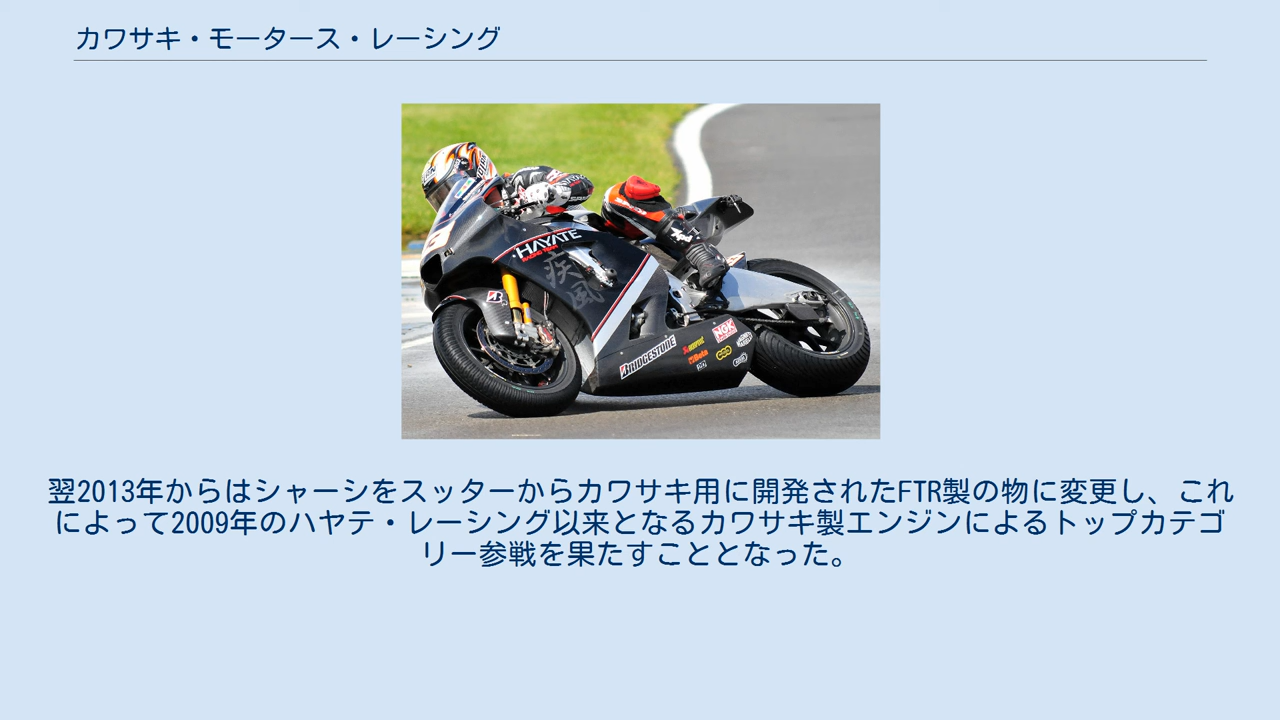 カワサキ・モータース・レーシング
HAYATE
RACING TEAM
疾
風
B
BRIDGESTONE
NGK
翌2013年からはシャーシをスッターからカワサキ用に開発されたFTR製の物に変更し、これ
によって2009年のハヤテ・レーシング以来となるカワサキ製エンジンによるトップカテゴ
リー参戦を果たすこととなった。